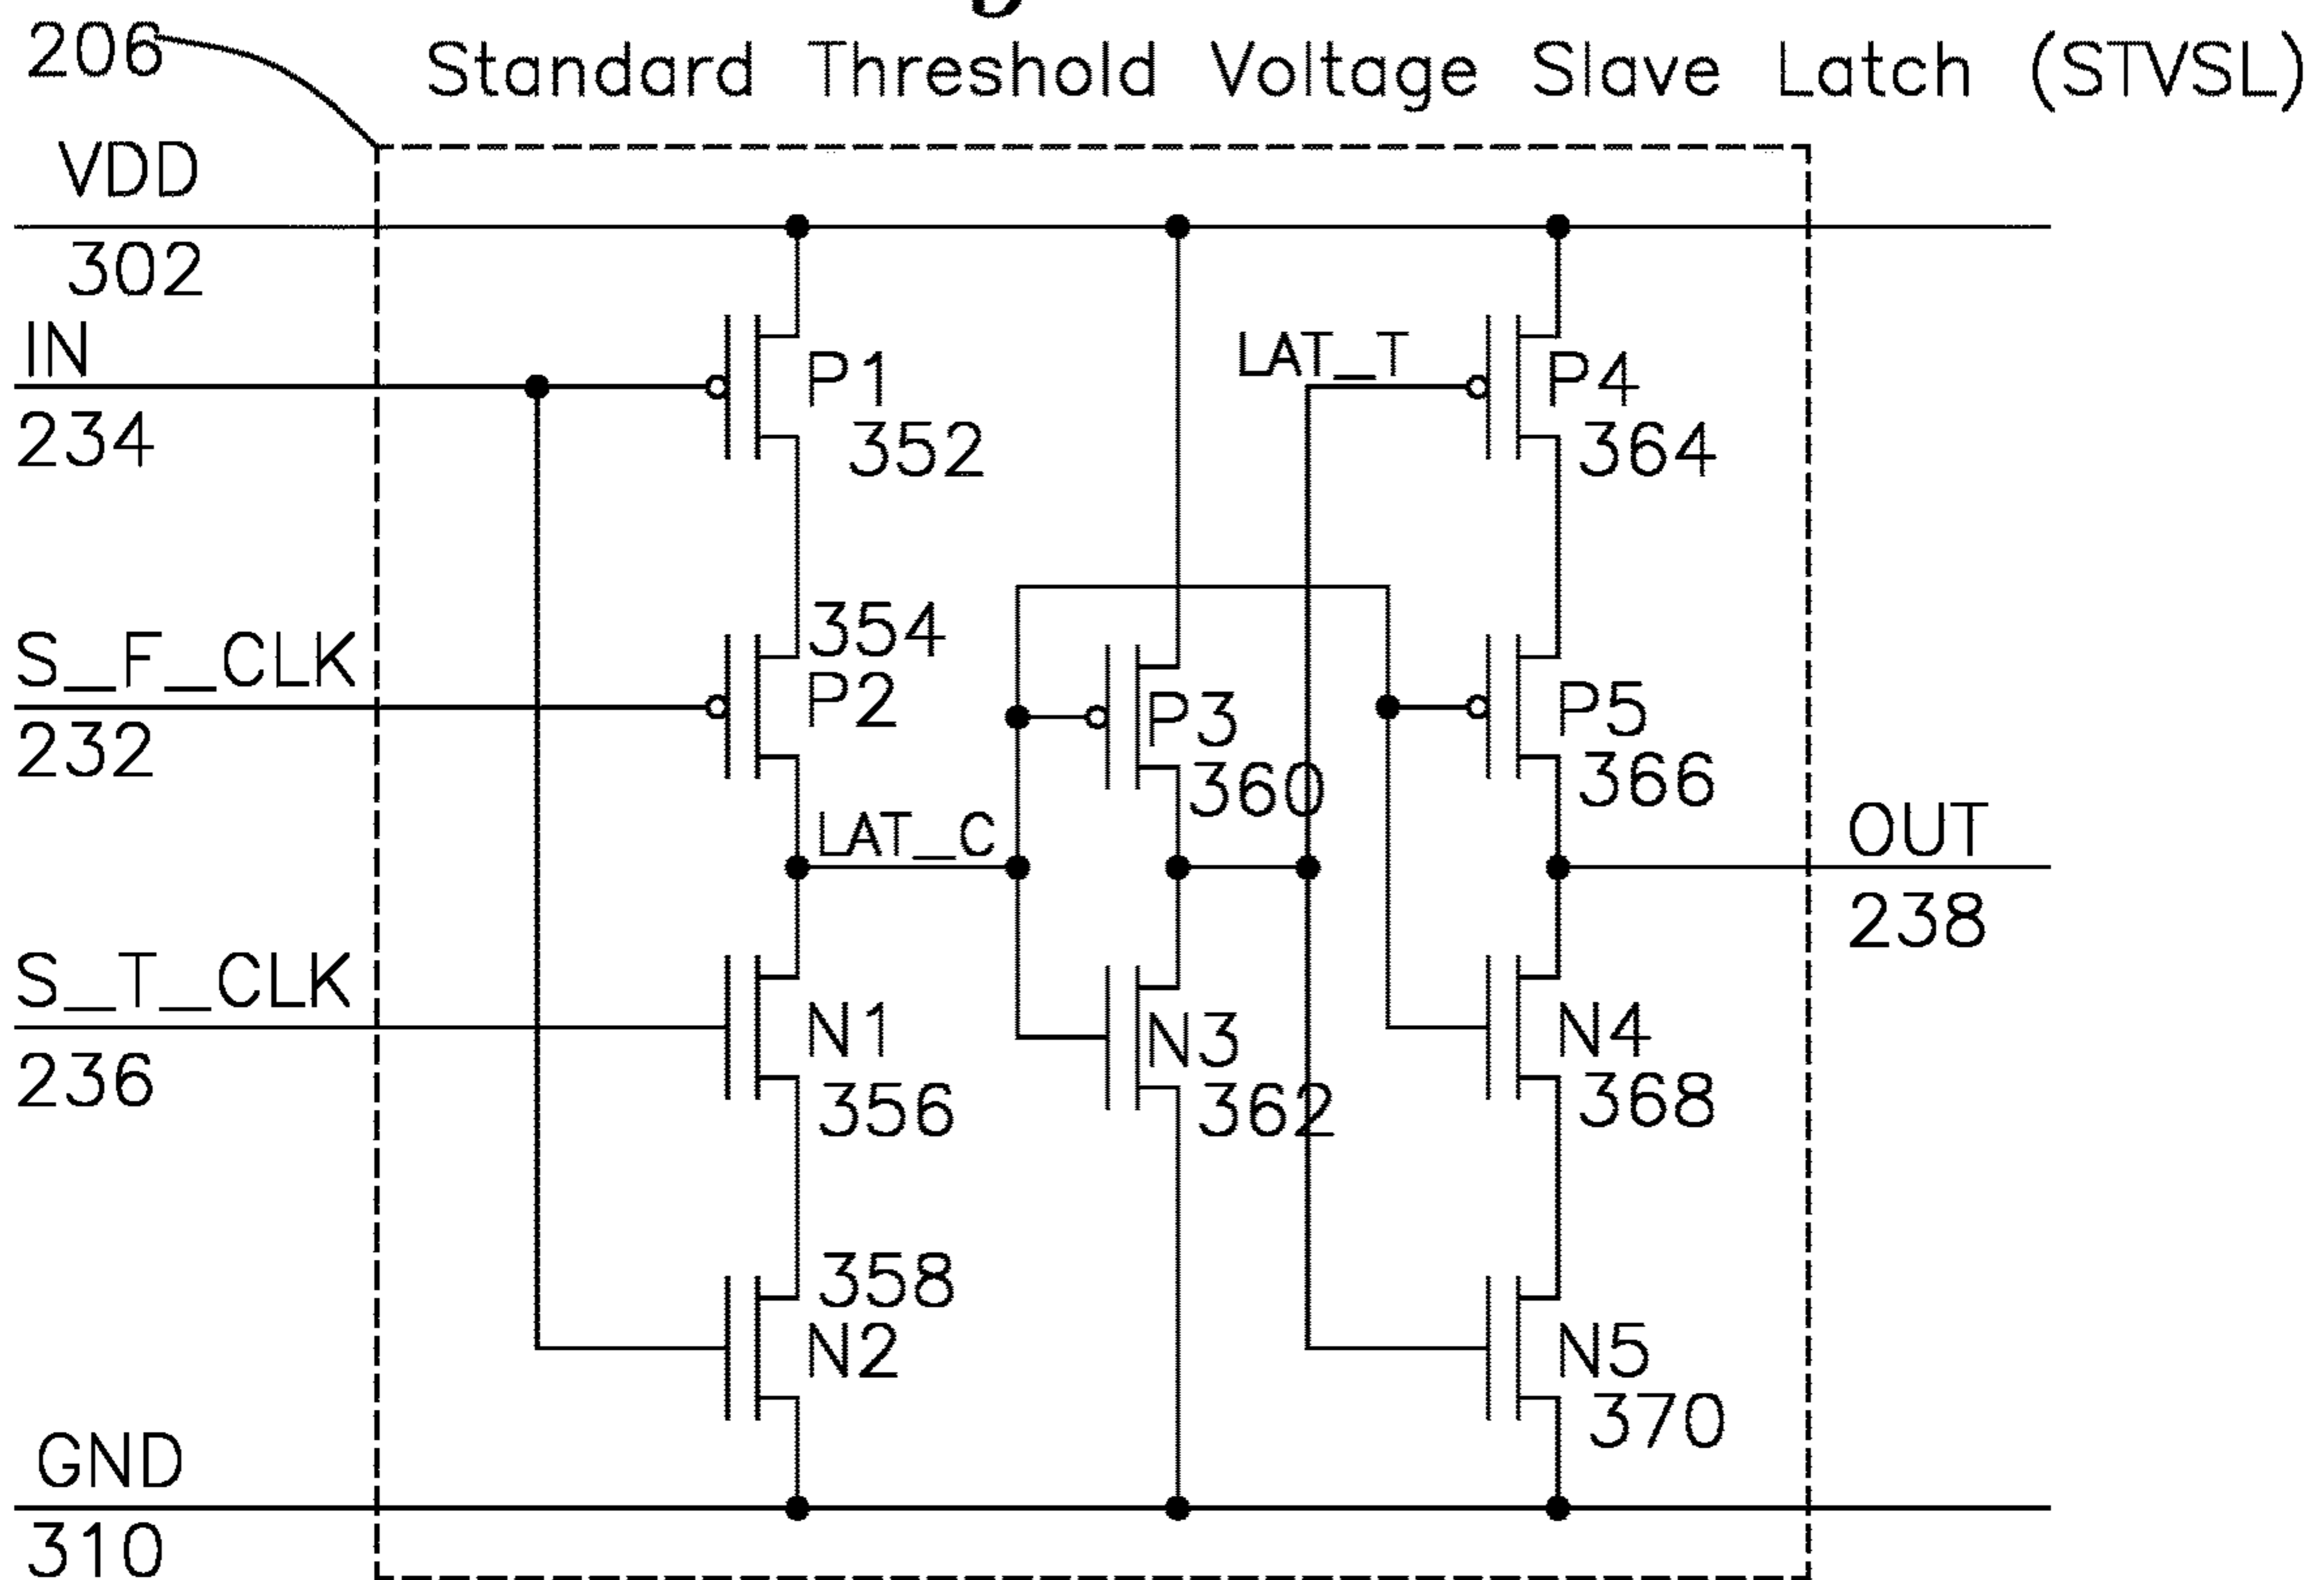 206
Standard Threshold Voltage Slave Latch (STVSL)
VDD
302
IN
234
P1
352
LAT_T
P4
364
S_F_CLK
232
354
P2
P3
360
P5
366
LAT_C
OUT
238
S_T_CLK
236
N1
356
N3
362
N4
368
358
N2
N5
370
GND
310